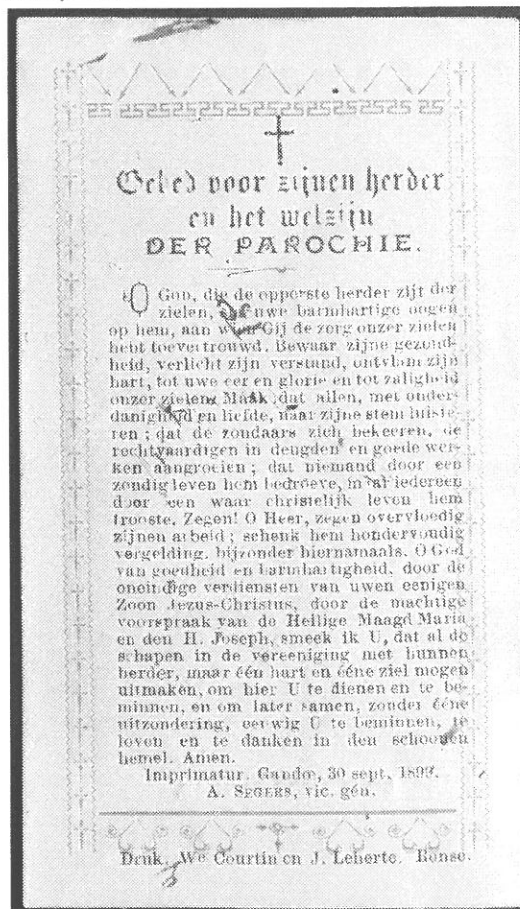 Gebed voor zijnen herder
en het welzijn
DER PAROCHIE.
O God, die de opperste herder zijt der
zielen, uwe barmhartige oogen
op hem, aan wien Gij de zorg onzer zielen
hebt toevertrouwd. Bewaar zijne gezond-
heid, verlicht zijn verstand, ontvlam zijn
hart, tot uwe eer en glorie en tot zaligheid
onzer zielen. Maak dat allen, met onder-
danigheid en liefde, naar zijne stem luiste-
ren ; dat de zondaars zich bekeeren, de
rechtvaardigen in deugden en goede wer-
ken aangroeien ; dat niemand door een
zondig leven hem bedroeve, iedereen
door een waar christelijk leven hem
trooste. Zegen! O Heer, zegen overvloedig
zijnen arbeid ; schenk hem hondervoudig
vergelding, bijzonder hiernamaals. O God
van goedheid en barmhartigheid, door de
oneindige verdiensten van uwen eenigen
Zoon Jezus-Christus, door de machtige
voorspraak van de Heilige Maagd Maria
en den H. Joseph, smeek ik U, dat al de
schapen in de vereeniging met hunnen
herder, maar één hart en ééne ziel mogen
uitmaken, om hier U te dienen en te be-
minnen, en om later samen, zonder ééne
uitzondering, eeuwig U te beminnen, te
loven en te danken in den schoonen
hemel. Amen.
Imprimatur. Gandæ, 30 sept.
A. SEGERS, vic. gén.
Druk. We Courtin en J. Leherte. Ronse.